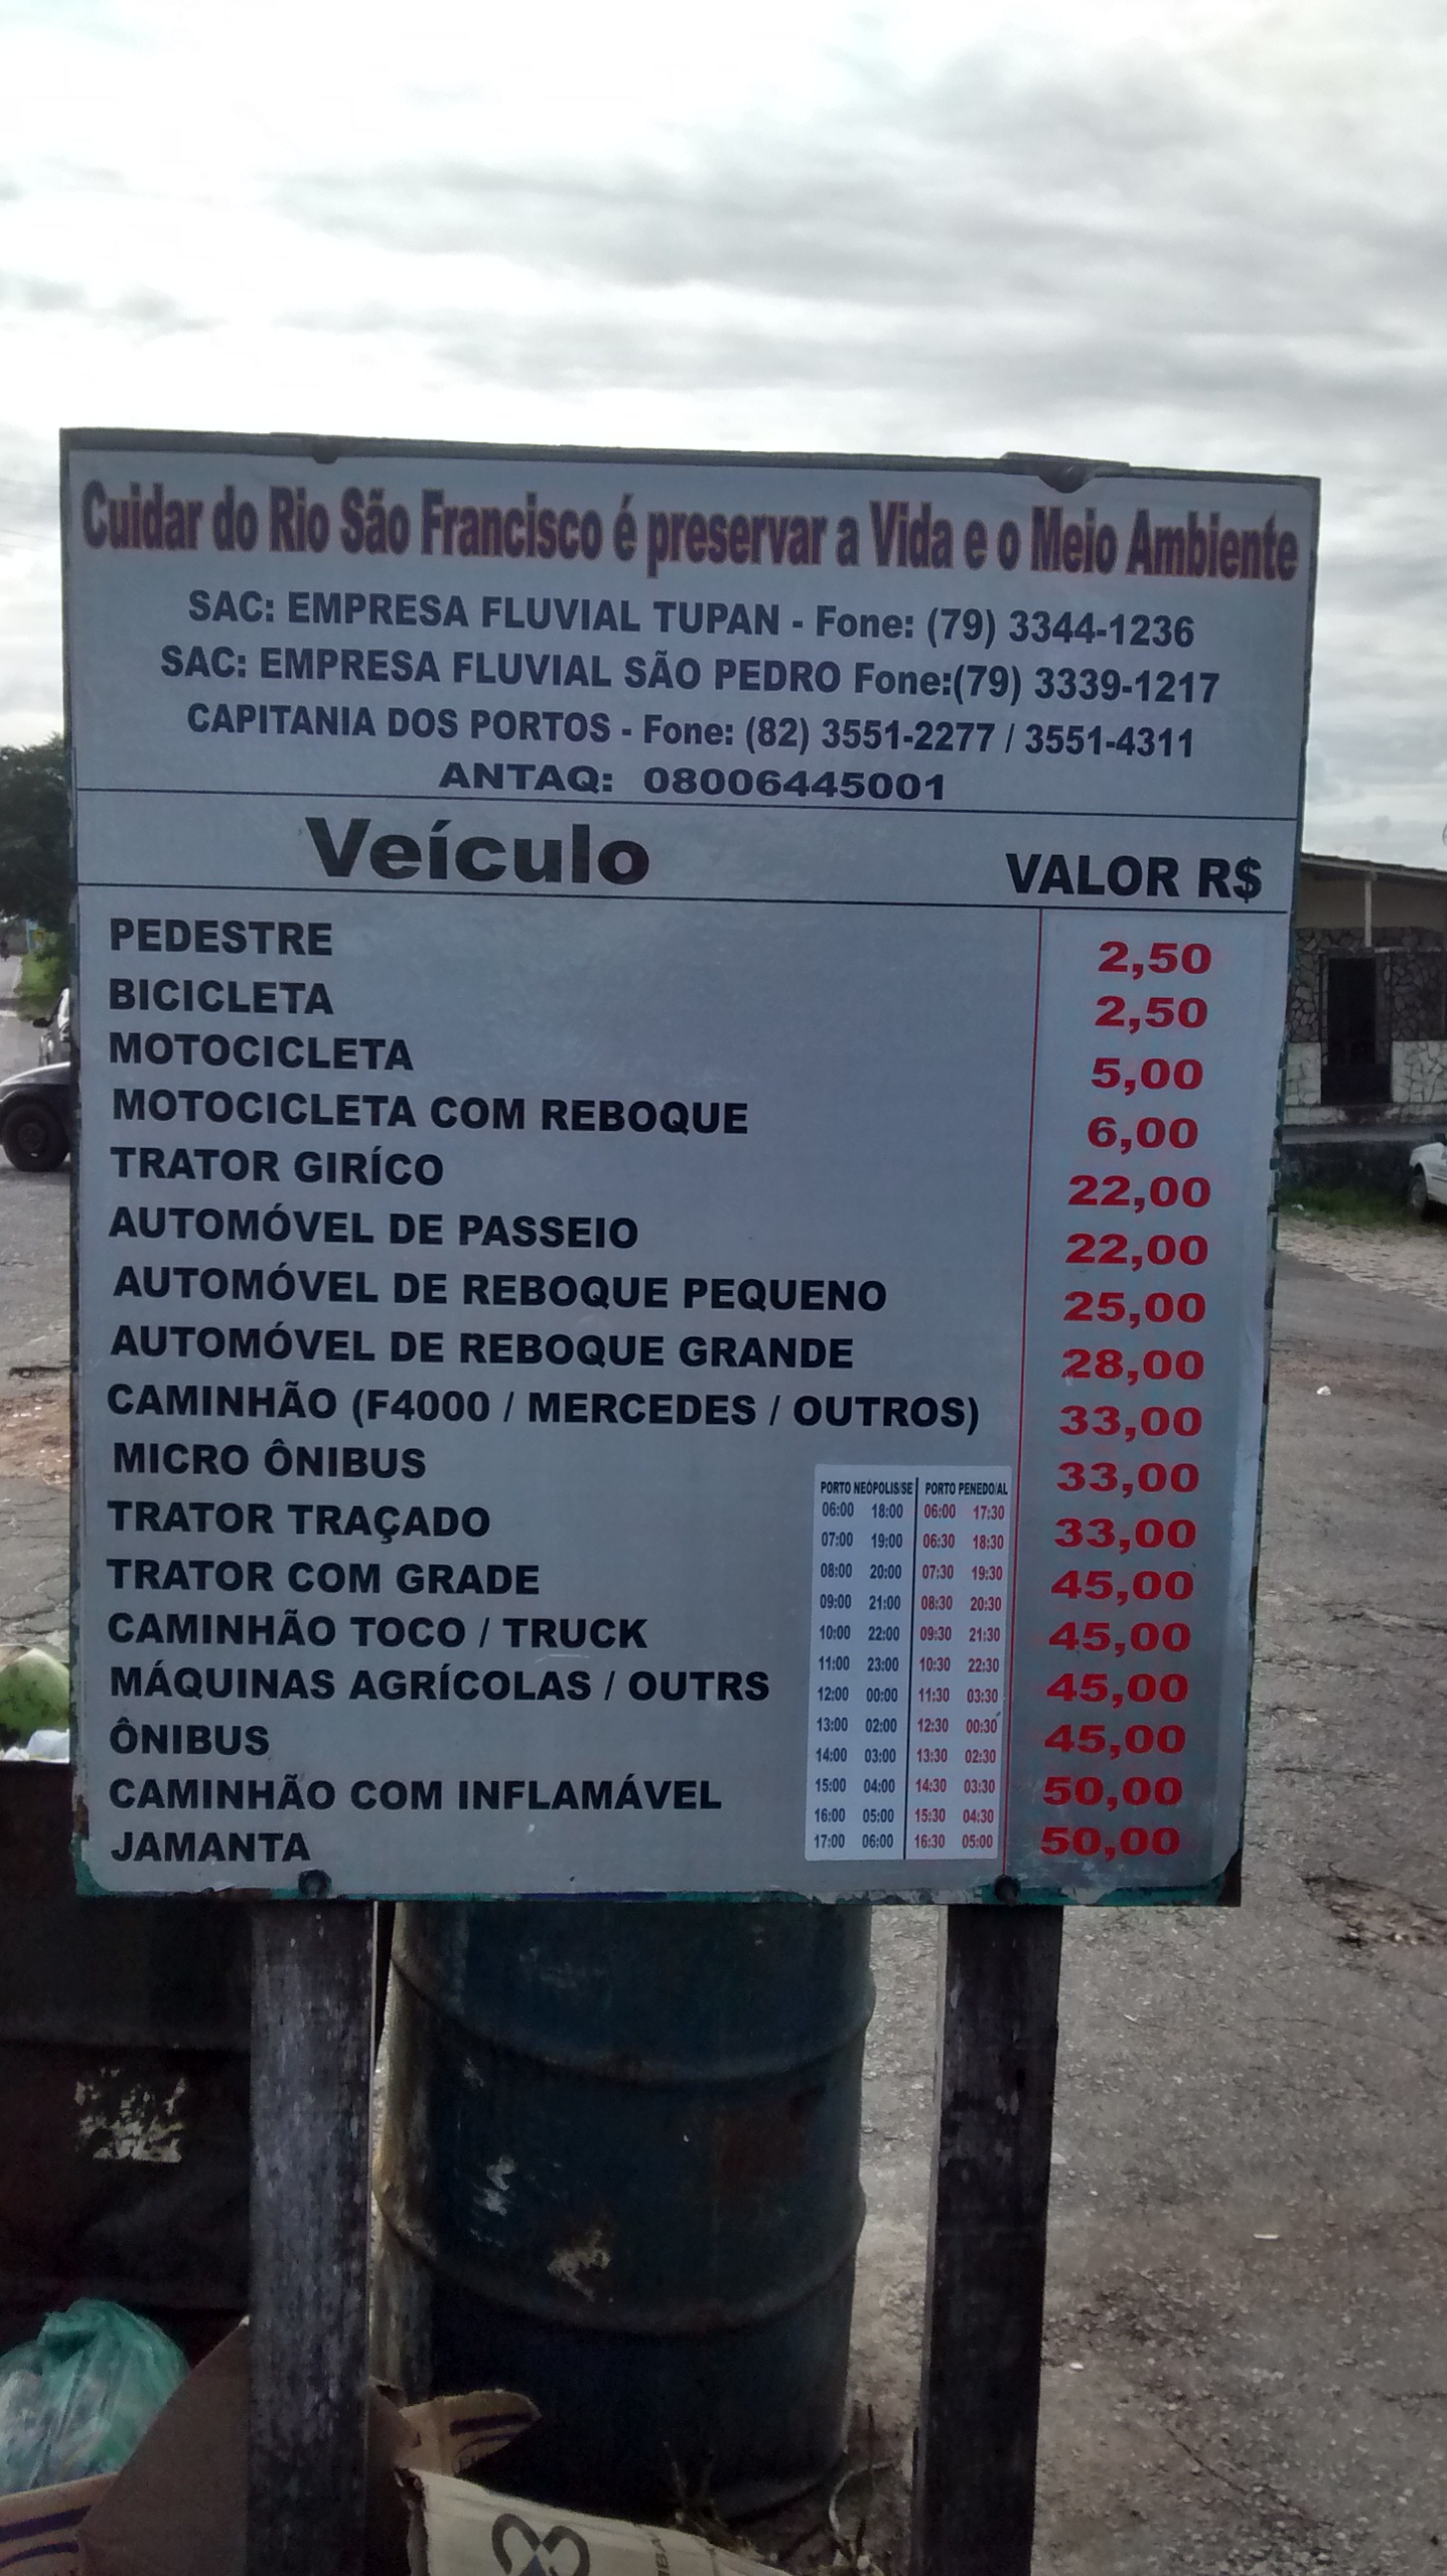 Cuidar do Rio São Francisco é preservar a Vida e o Meio Ambiente
SAC: EMPRESA FLUVIAL TUPAN - Fone: (79) 3344-1236
SAC: EMPRESA FLUVIAL SÃO PEDRO Fone:(79) 3339-1217
CAPITANIA DOS PORTOS - Fone: (82) 3551-2277 / 3551-4311
ANTAQ: 08006445001
Veículo VALOR R$
PEDESTRE 2,50
BICICLETA 2,50
MOTOCICLETA 5,00
MOTOCICLETA COM REBOQUE 6,00
TRATOR GIRÍCO 22,00
AUTOMÓVEL DE PASSEIO 22,00
AUTOMÓVEL DE REBOQUE PEQUENO 25,00
AUTOMÓVEL DE REBOQUE GRANDE 28,00
CAMINHÃO (F4000 / MERCEDES / OUTROS) 33,00
MICRO ÔNIBUS 33,00
TRATOR TRAÇADO 33,00
TRATOR COM GRADE 45,00
CAMINHÃO TOCO / TRUCK 45,00
MÁQUINAS AGRÍCOLAS / OUTRS 45,00
ÔNIBUS 45,00
CAMINHÃO COM INFLAMÁVEL 50,00
JAMANTA 50,00
PORTO NEÓPOLIS/SE PORTO PENEDO/AL
06:00 18:00 06:00 17:30
07:00 19:00 06:30 18:30
08:00 20:00 07:30 19:30
09:00 21:00 08:30 20:30
10:00 22:00 09:30 21:30
11:00 23:00 10:30 22:30
12:00 00:00 11:30 03:30
13:00 02:00 12:30 00:30
14:00 03:00 13:30 02:30
15:00 04:00 14:30 03:30
16:00 05:00 15:30 04:30
17:00 06:00 16:30 05:00